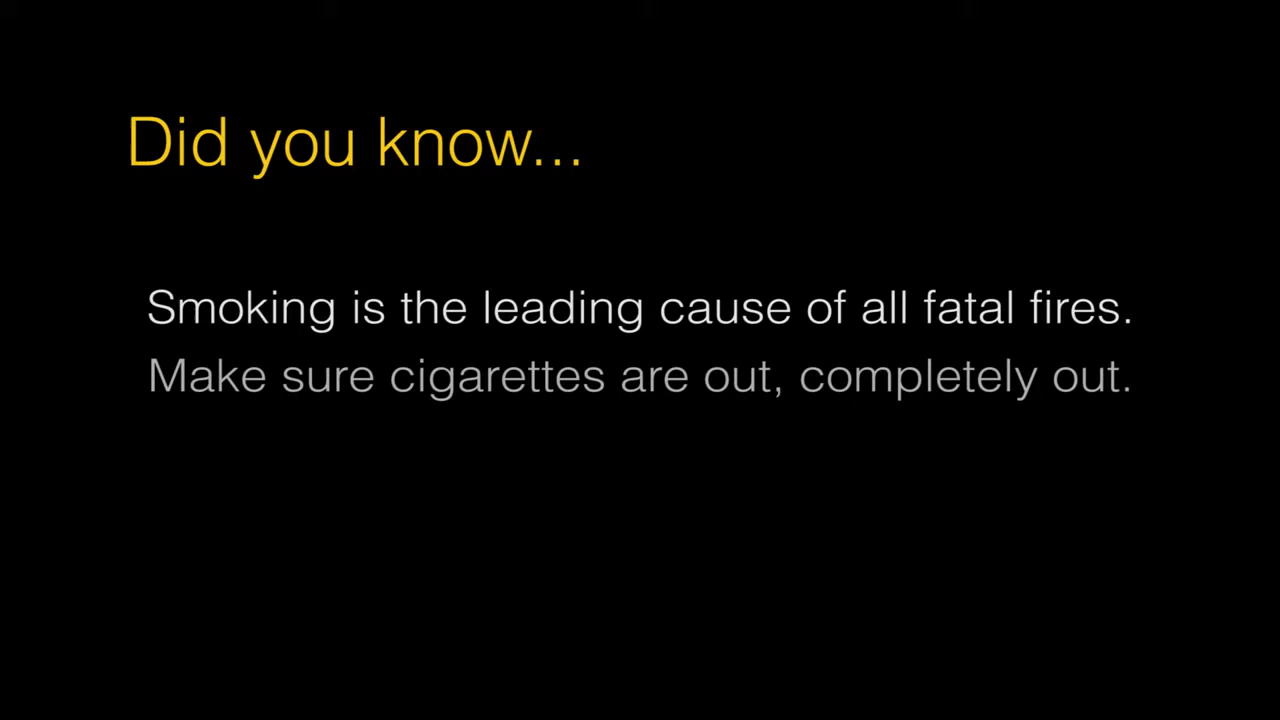 Did you know...
Smoking is the leading cause of all fatal fires.
Make sure cigarettes are out, completely out.